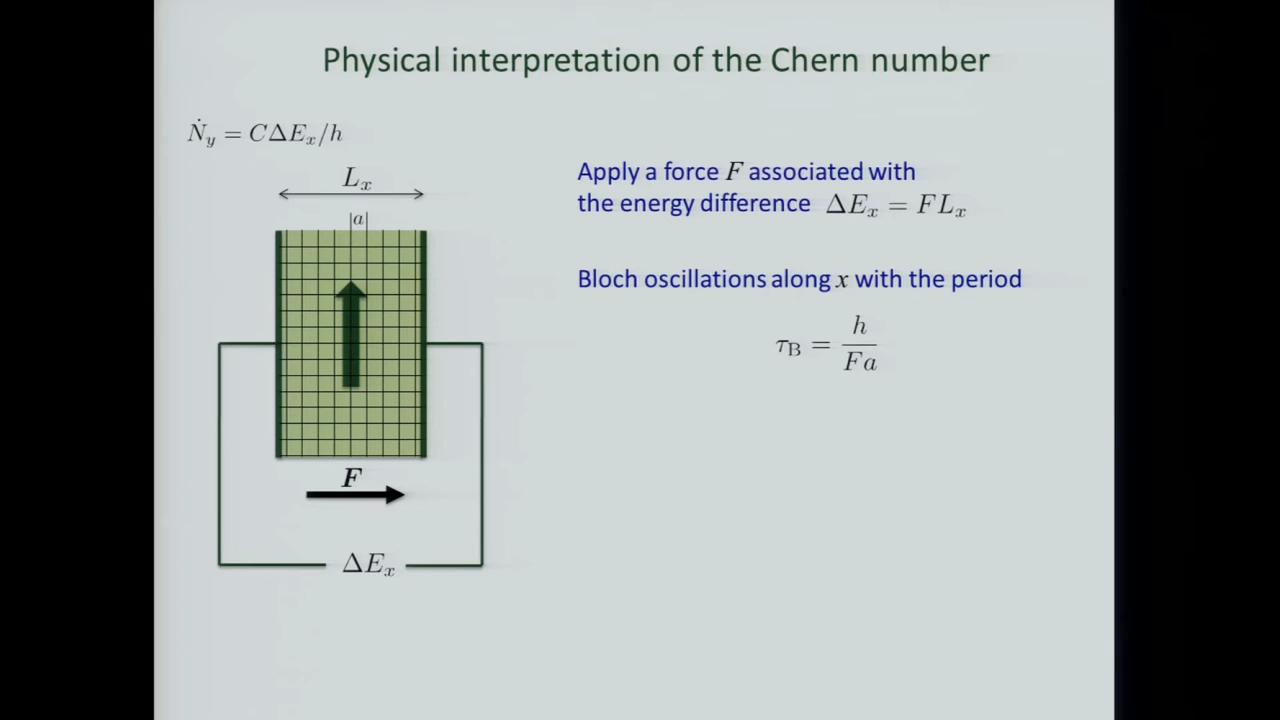 Physical interpretation of the Chern number
Ṅ_y = CΔE_x/h
L_x
|a|
F
ΔE_x
Apply a force F associated with
the energy difference ΔE_x = F L_x
Bloch oscillations along x with the period
τ_B = h / Fa